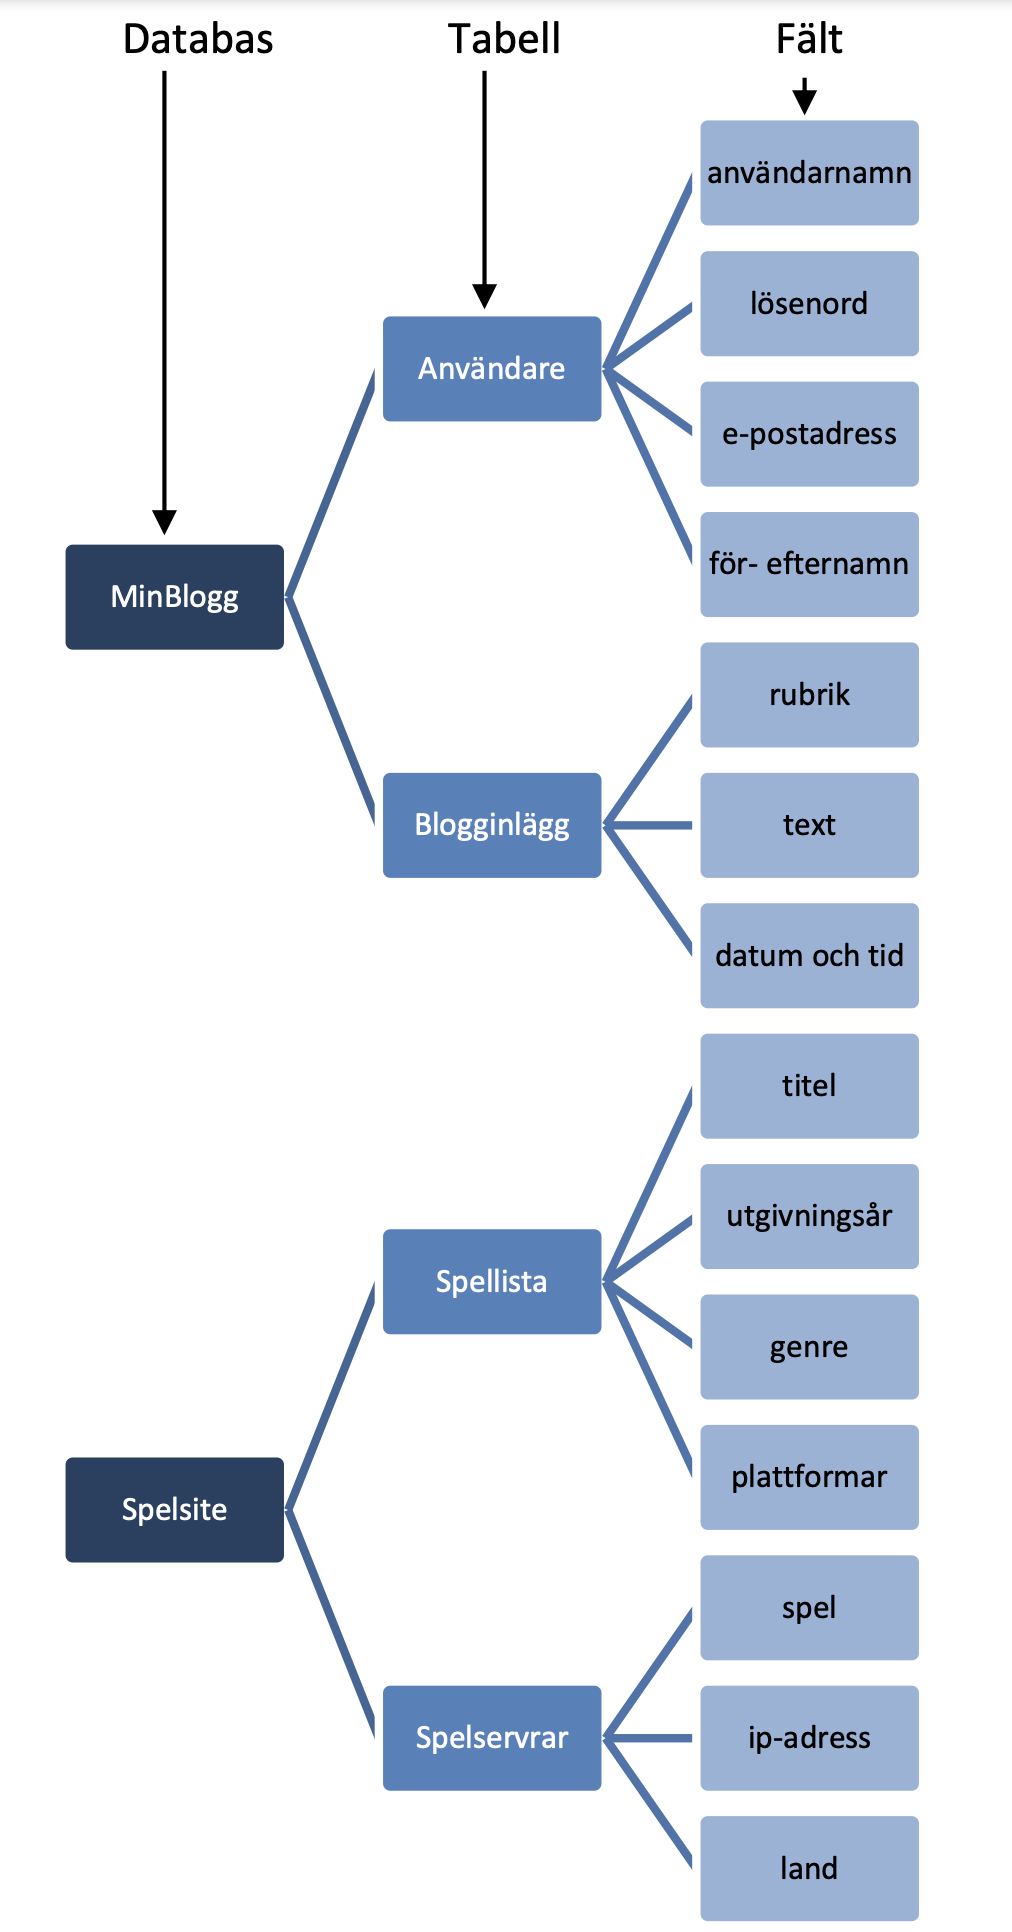 Databas
Tabell
Fält
användarnamn
lösenord
Användare
e-postadress
för- efternamn
MinBlogg
rubrik
Blogginlägg
text
datum och tid
titel
utgivningsår
Spellista
genre
plattformar
Spelsite
spel
Spelservrar
ip-adress
land